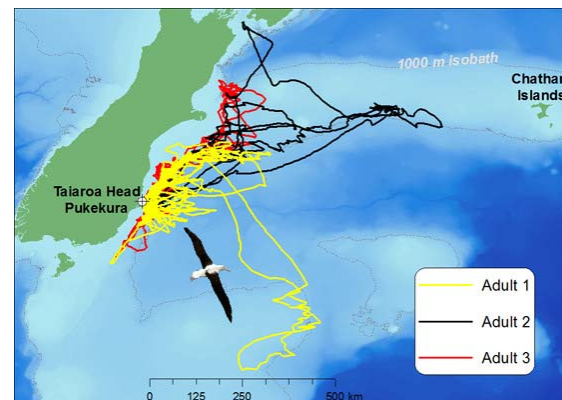 1000 m isobath
Chatham
Islands
Taiaroa Head
Pukekura
Adult 1
Adult 2
Adult 3
0 125 250 500 km